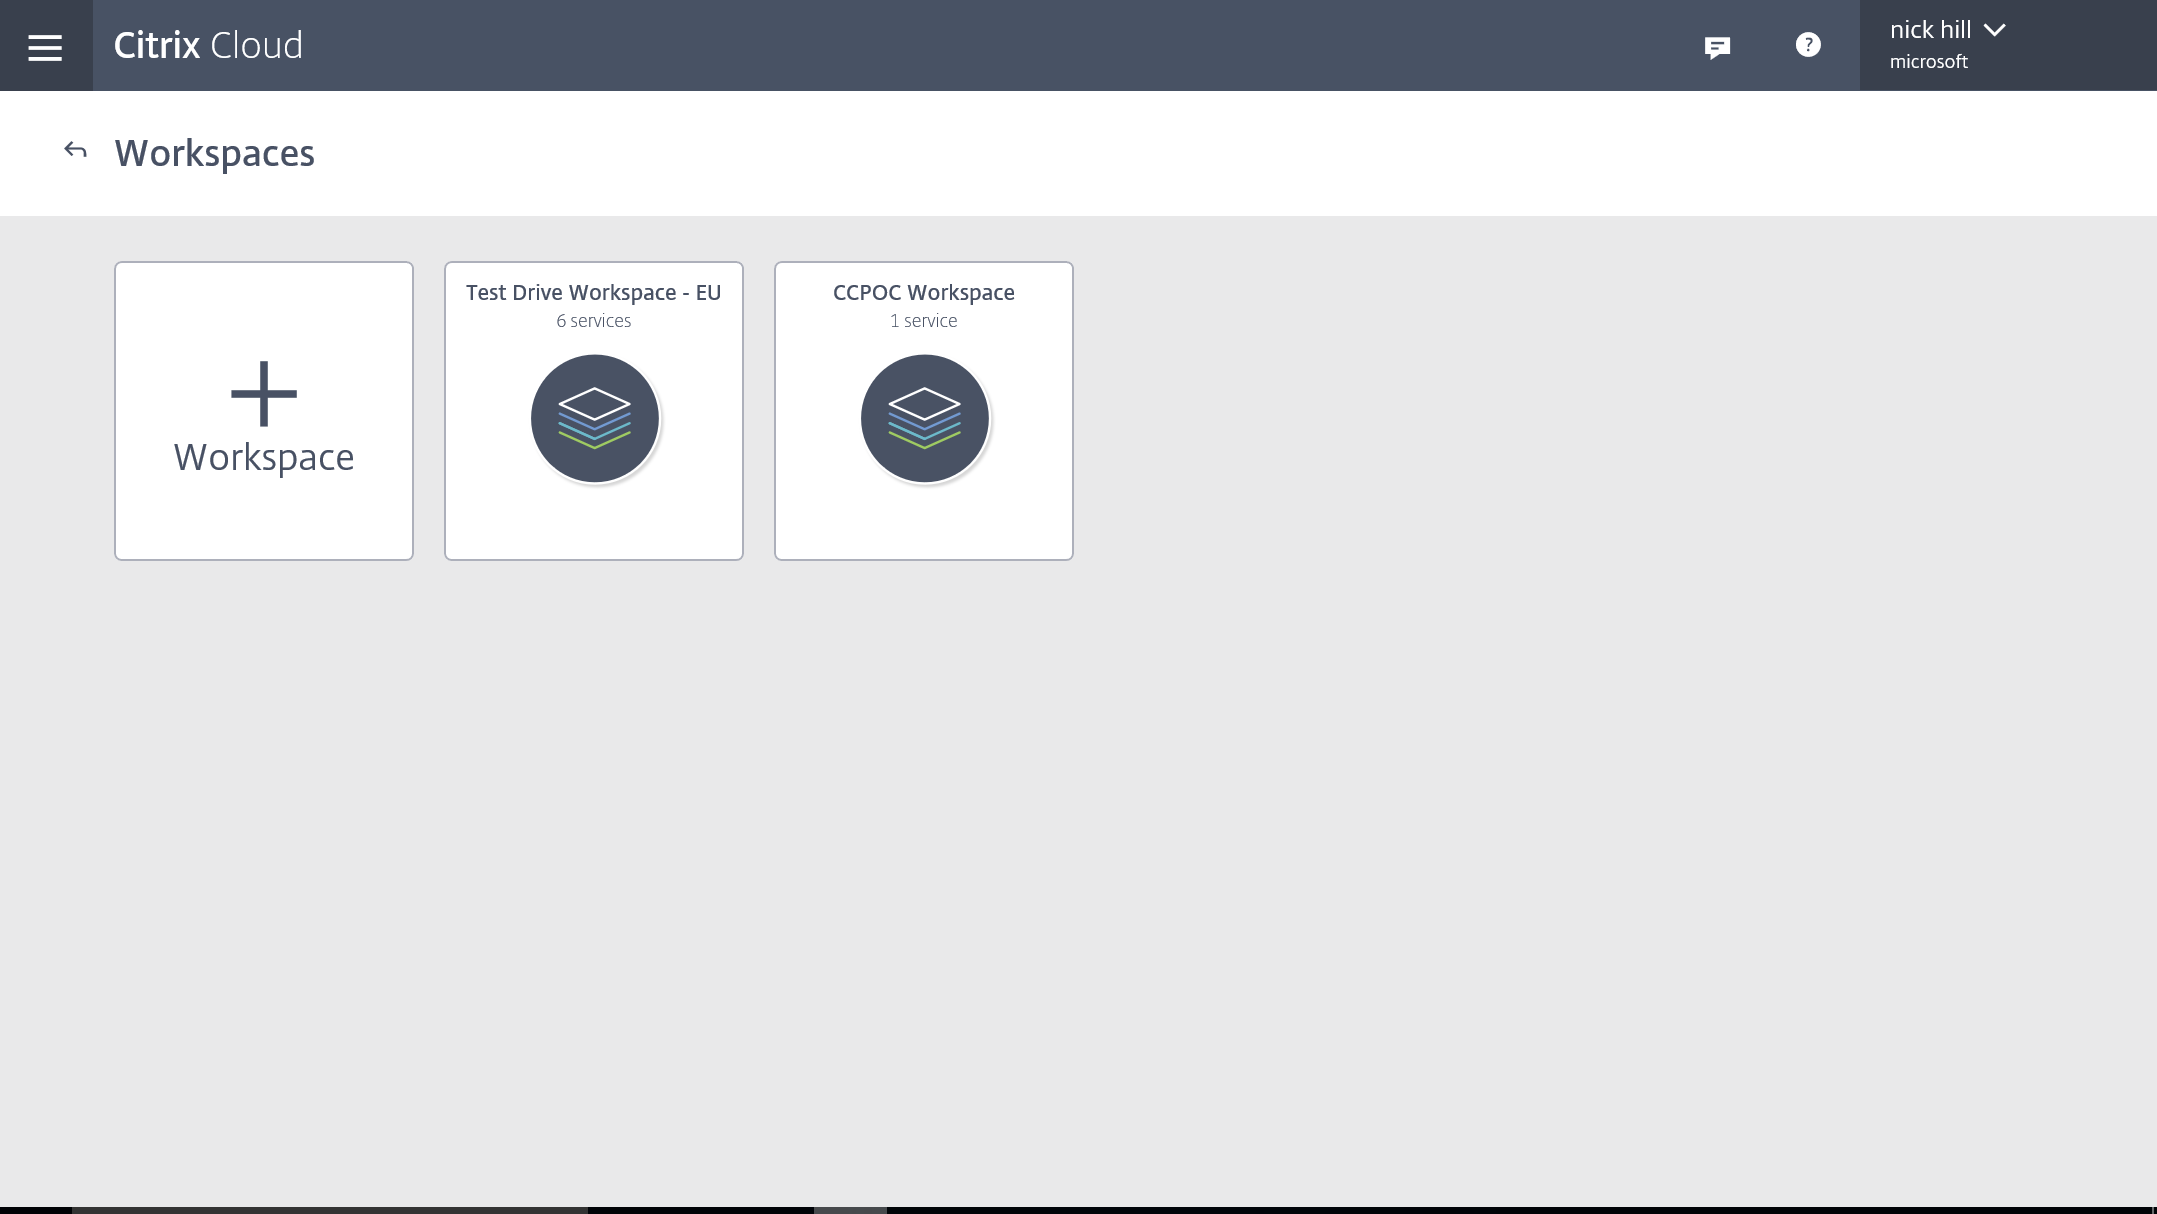 Citrix Cloud
nick hill
microsoft
Workspaces
Workspace
Test Drive Workspace - EU
6 services
CCPOC Workspace
1 service